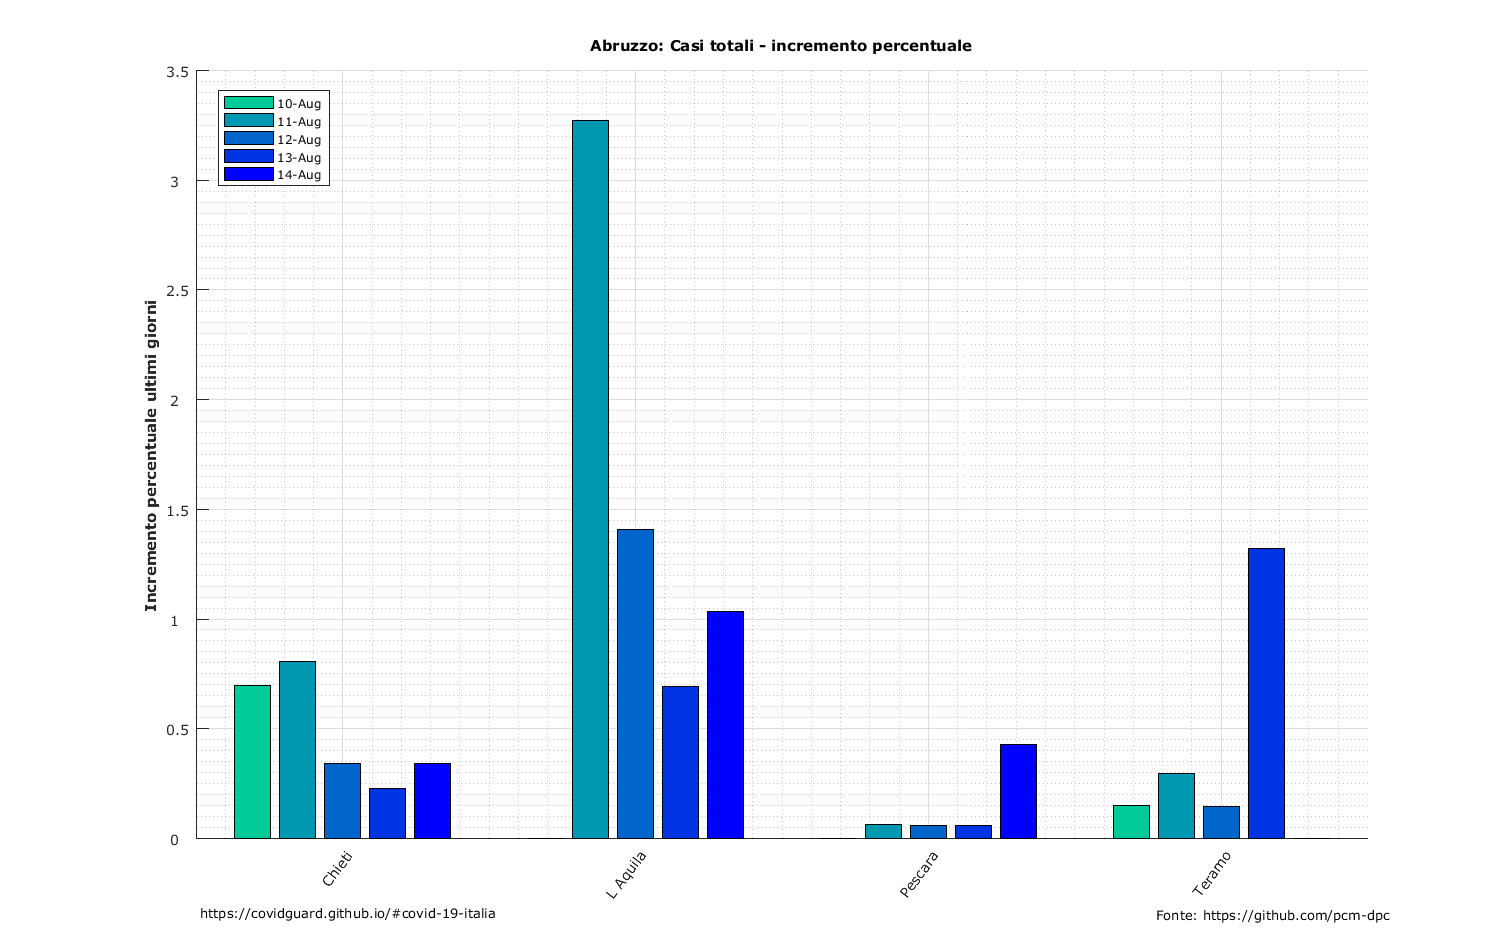 Abruzzo: Casi totali - incremento percentuale
3.5
3
2.5
2
1.5
1
0.5
0
Incremento percentuale ultimi giorni
10-Aug
11-Aug
12-Aug
13-Aug
14-Aug
Chieti
L Aquila
Pescara
Teramo
https://covidguard.github.io/#covid-19-italia
Fonte: https://github.com/pcm-dpc